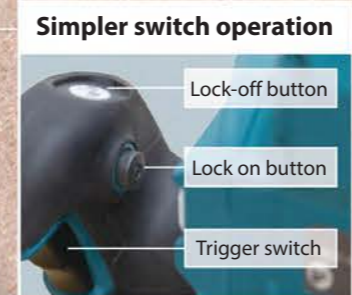 Simpler switch operation
Lock-off button
Lock on button
Trigger switch